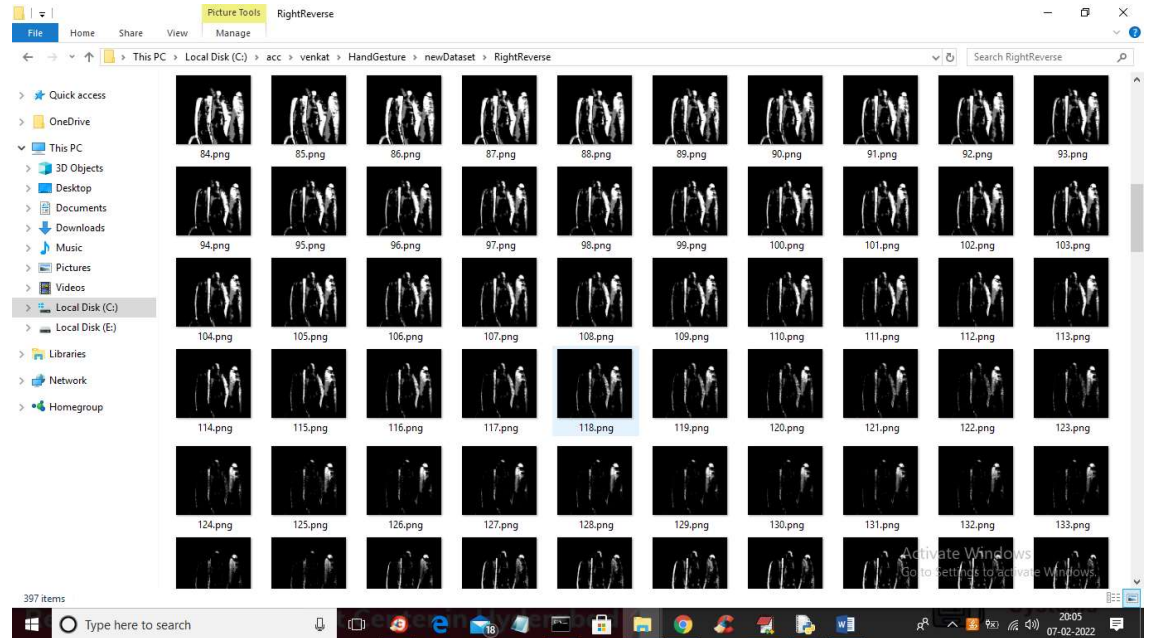 Picture Tools RightReverse
File Home Share View Manage
This PC > Local Disk (C:) > acc > venkat > HandGesture > newDataset > RightReverse
Search RightReverse
Quick access
OneDrive
This PC
3D Objects
Desktop
Documents
Downloads
Music
Pictures
Videos
Local Disk (C:)
Local Disk (E:)
Libraries
Network
Homegroup
84.png 85.png 86.png 87.png 88.png 89.png 90.png 91.png 92.png 93.png
94.png 95.png 96.png 97.png 98.png 99.png 100.png 101.png 102.png 103.png
104.png 105.png 106.png 107.png 108.png 109.png 110.png 111.png 112.png 113.png
114.png 115.png 116.png 117.png 118.png 119.png 120.png 121.png 122.png 123.png
124.png 125.png 126.png 127.png 128.png 129.png 130.png 131.png 132.png 133.png
Activate Windows
Go to Settings to activate Windows.
397 items
Type here to search
18
20:05
07-02-2022